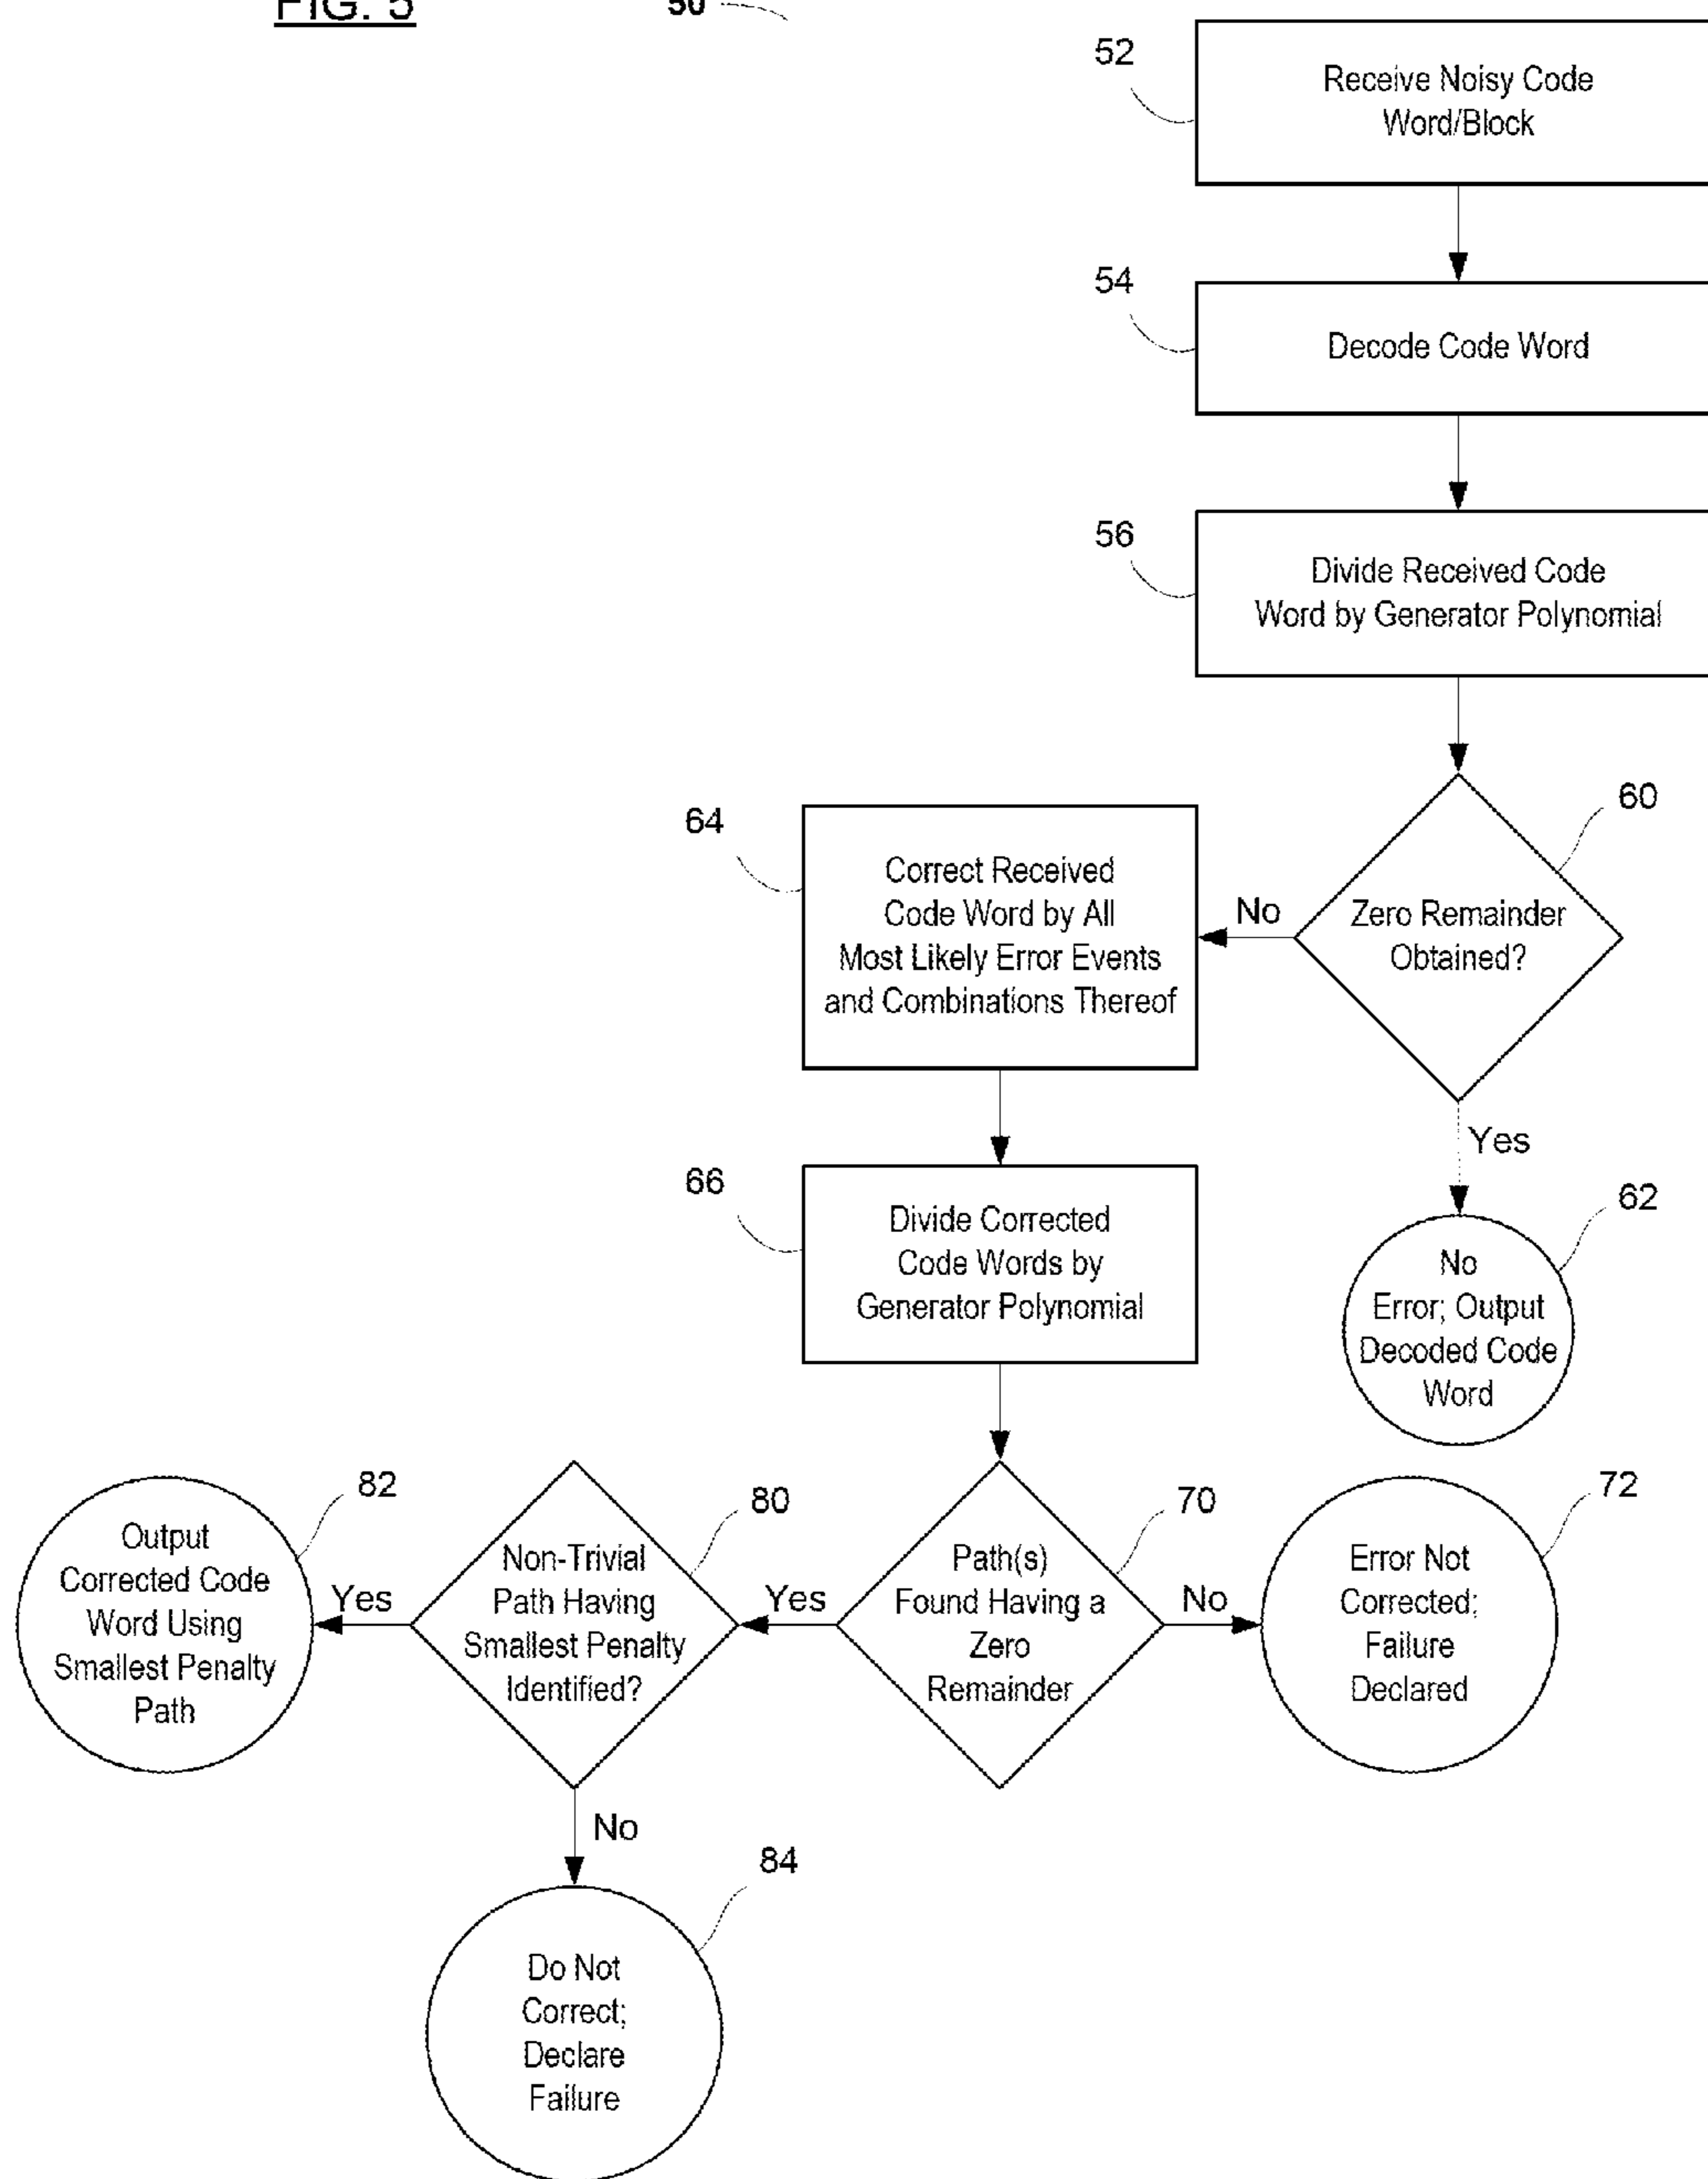 FIG. 5
50
52
Receive Noisy Code
Word/Block
54
Decode Code Word
56
Divide Received Code
Word by Generator Polynomial
60
Zero Remainder
Obtained?
No
Yes
64
Correct Received
Code Word by All
Most Likely Error Events
and Combinations Thereof
66
Divide Corrected
Code Words by
Generator Polynomial
62
No
Error; Output
Decoded Code
Word
70
Path(s)
Found Having a
Zero
Remainder
No
72
Error Not
Corrected;
Failure
Declared
Yes
80
Non-Trivial
Path Having
Smallest Penalty
Identified?
Yes
82
Output
Corrected Code
Word Using
Smallest Penalty
Path
No
84
Do Not
Correct;
Declare
Failure